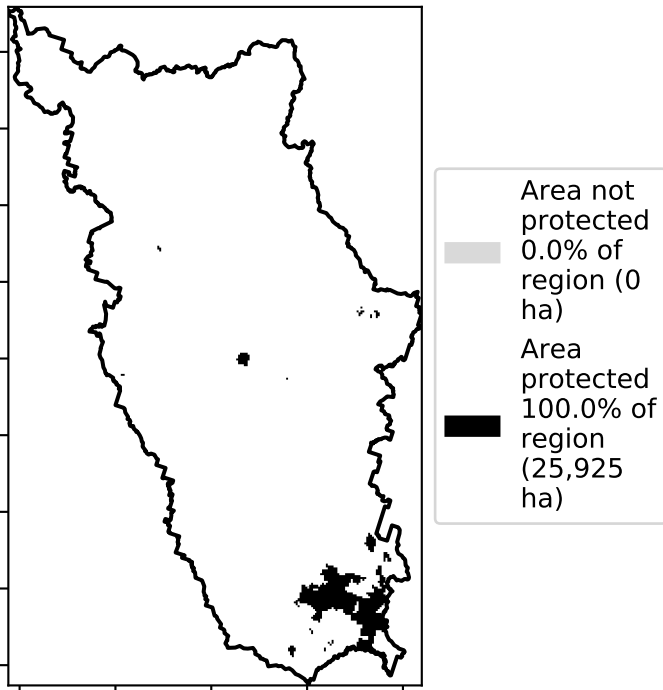 Area not
protected
0.0% of
region (0
ha)
Area
protected
100.0% of
region
(25,925
ha)